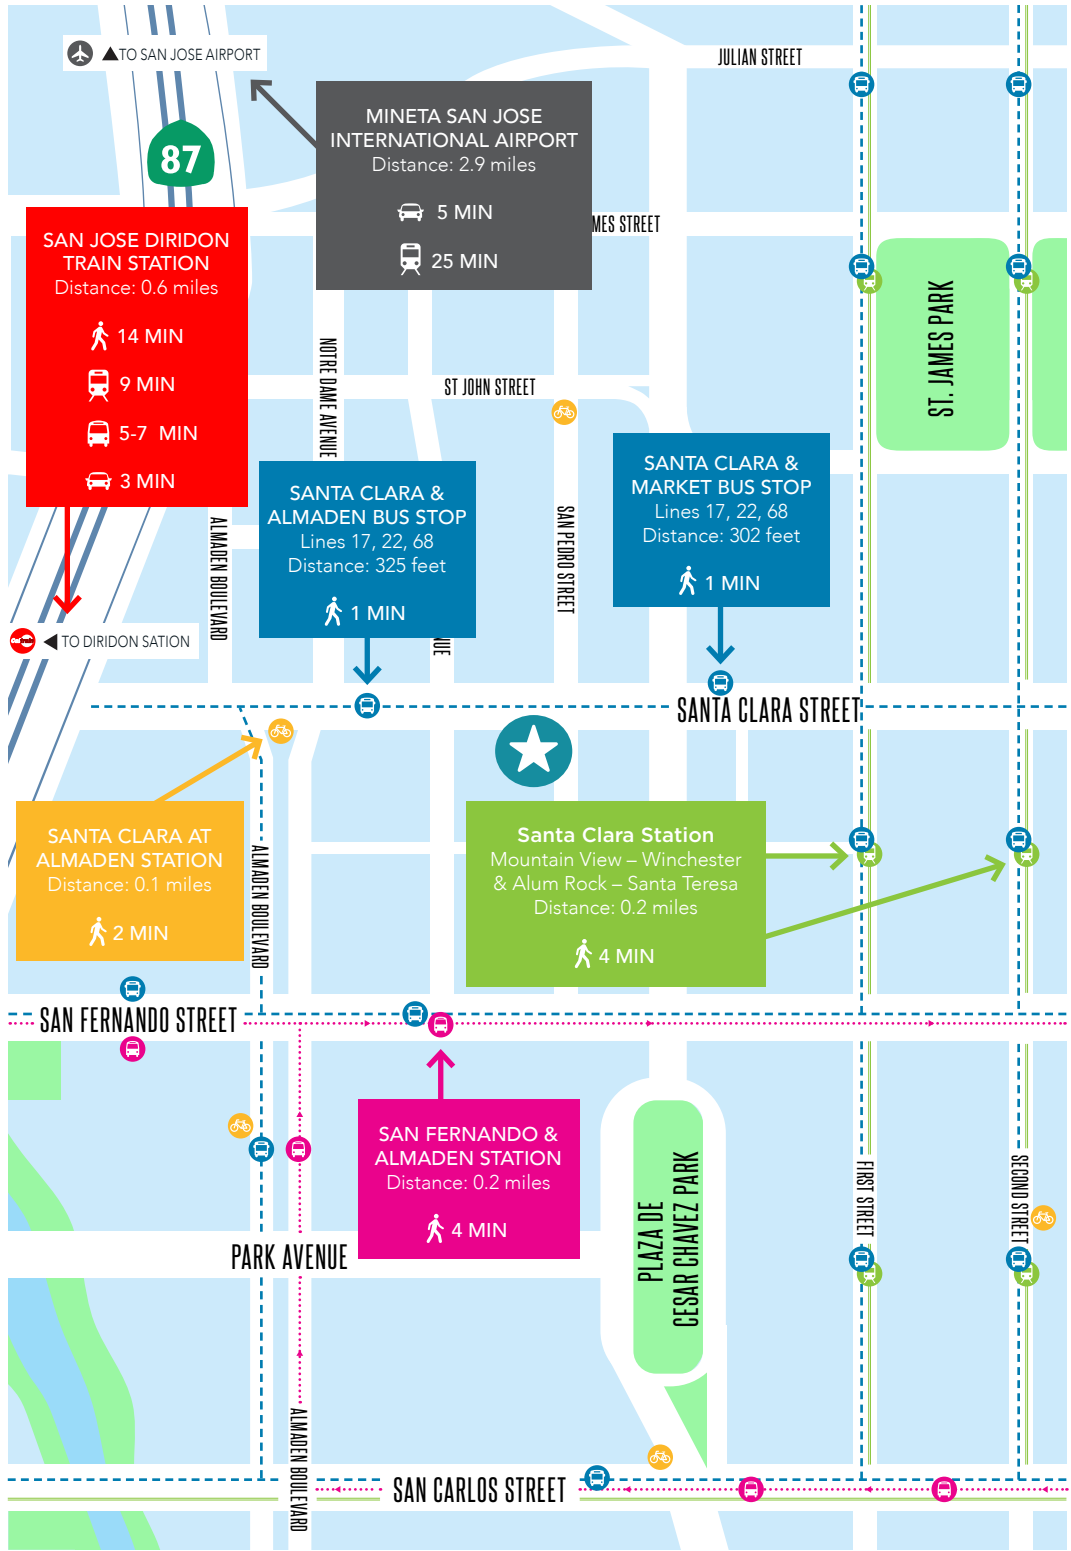 ▲TO SAN JOSE AIRPORT
JULIAN STREET
87
MINETA SAN JOSE
INTERNATIONAL AIRPORT
Distance: 2.9 miles
5 MIN
25 MIN
MES STREET
SAN JOSE DIRIDON
TRAIN STATION
Distance: 0.6 miles
14 MIN
9 MIN
5-7 MIN
3 MIN
ST. JAMES PARK
NOTRE DAME AVENUE
ST JOHN STREET
SANTA CLARA &
ALMADEN BUS STOP
Lines 17, 22, 68
Distance: 325 feet
1 MIN
SANTA CLARA &
MARKET BUS STOP
Lines 17, 22, 68
Distance: 302 feet
1 MIN
ALMADEN BOULEVARD
SAN PEDRO STREET
NUE
◀ TO DIRIDON SATION
SANTA CLARA STREET
SANTA CLARA AT
ALMADEN STATION
Distance: 0.1 miles
2 MIN
ALMADEN BOULEVARD
Santa Clara Station
Mountain View – Winchester
& Alum Rock – Santa Teresa
Distance: 0.2 miles
4 MIN
SAN FERNANDO STREET
SAN FERNANDO &
ALMADEN STATION
Distance: 0.2 miles
4 MIN
PLAZA DE
CESAR CHAVEZ PARK
FIRST STREET
SECOND STREET
PARK AVENUE
ALMADEN BOULEVARD
SAN CARLOS STREET